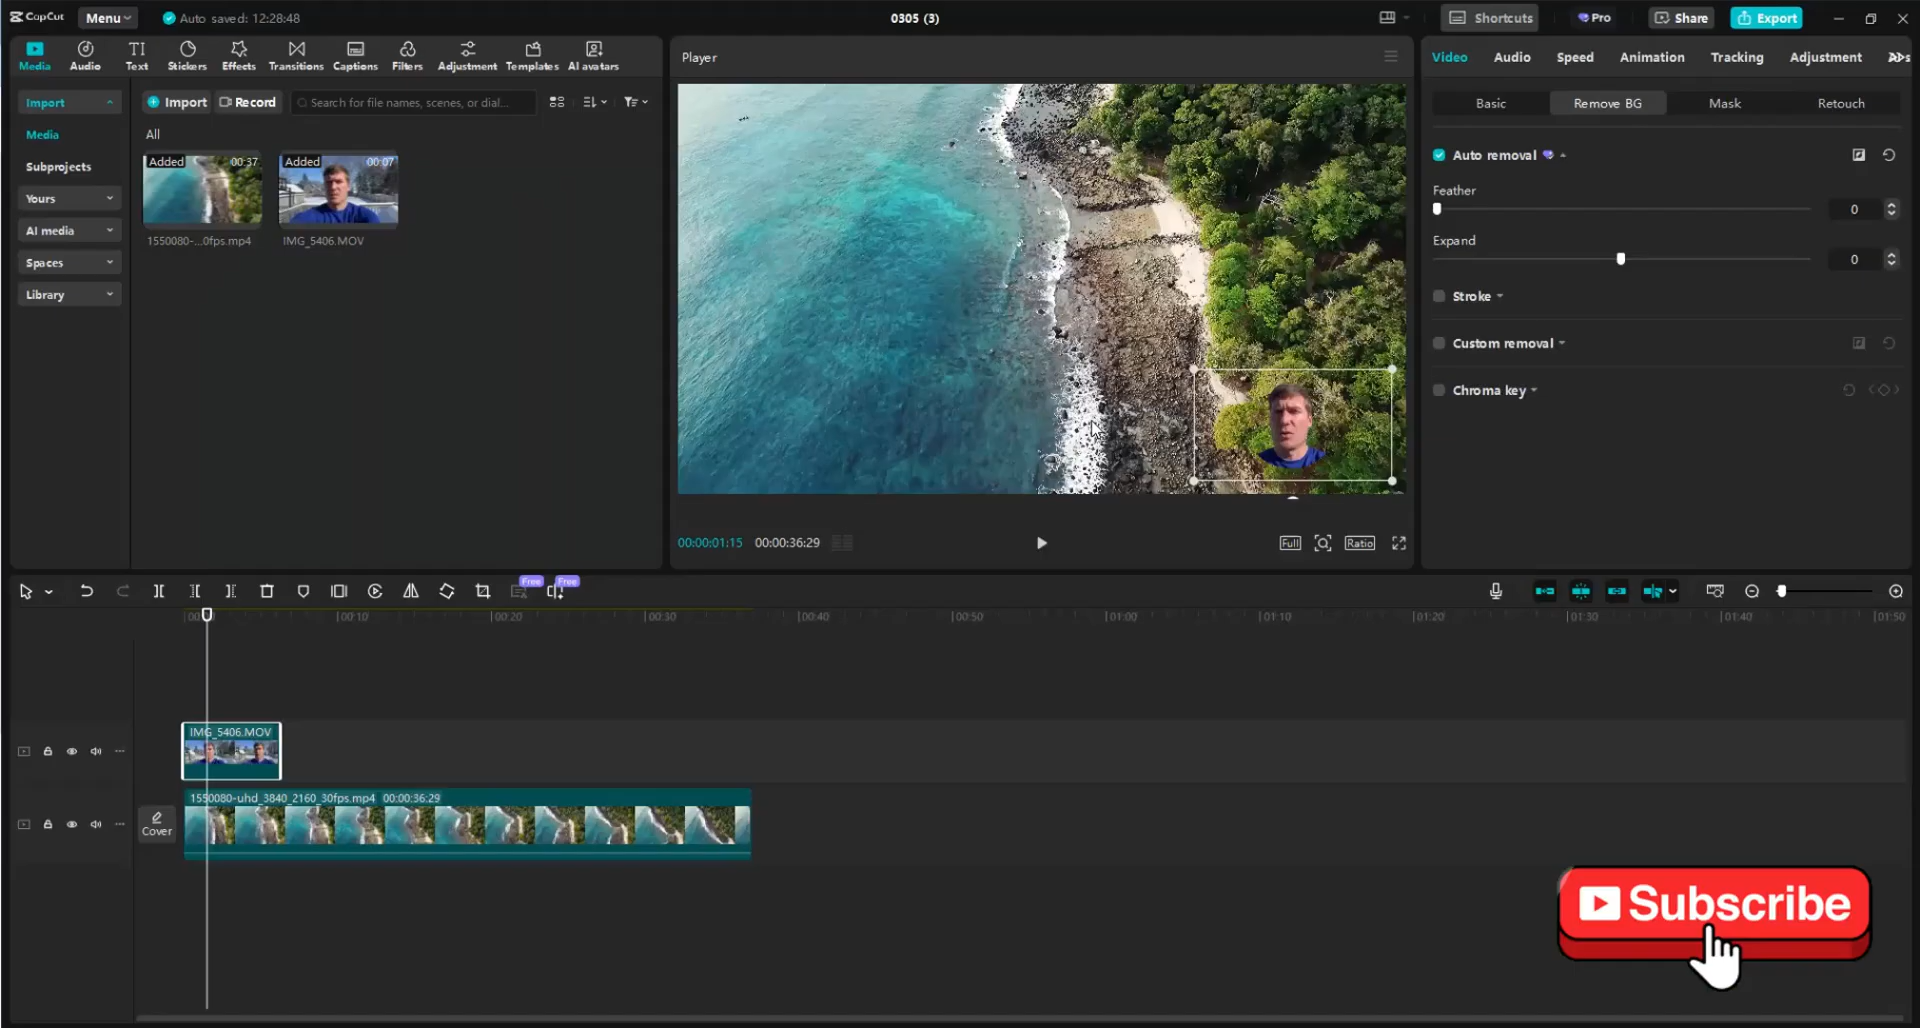 CapCut
Menu
Auto saved: 12:28:48
0305 (3)
Shortcuts
Pro
Share
Export
Media
Audio
Text
Stickers
Effects
Transitions
Captions
Filters
Adjustment
Templates
AI avatars
Import
Media
Subprojects
Yours
AI media
Spaces
Library
Import
Record
Search for file names, scenes, or dial...
All
Added 00:37
1550080-...0fps.mp4
Added 00:07
IMG_5406.MOV
Player
00:00:01:15 00:00:36:29
Full
Ratio
Video
Audio
Speed
Animation
Tracking
Adjustment
Basic
Remove BG
Mask
Retouch
Auto removal
Feather
0
Expand
0
Stroke
Custom removal
Chroma key
Free
Free
00:10
00:20
00:30
00:40
00:50
01:00
01:10
01:20
01:30
01:40
01:50
IMG_5406.MOV
Cover
1550080-uhd_3840_2160_30fps.mp4 00:00:36:29
Subscribe